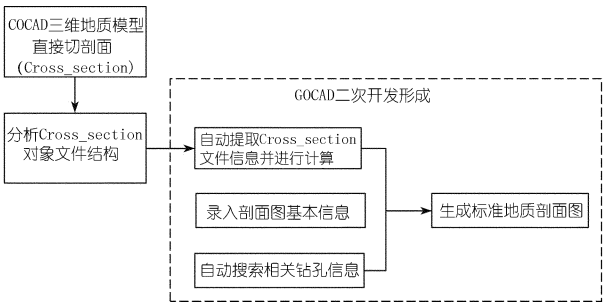 COCAD三维地质模型
直接切剖面
(Cross_section)
GOCAD二次开发形成
分析Cross_section
对象文件结构
自动提取Cross_section
文件信息并进行计算
录入剖面图基本信息
生成标准地质剖面图
自动搜索相关钻孔信息